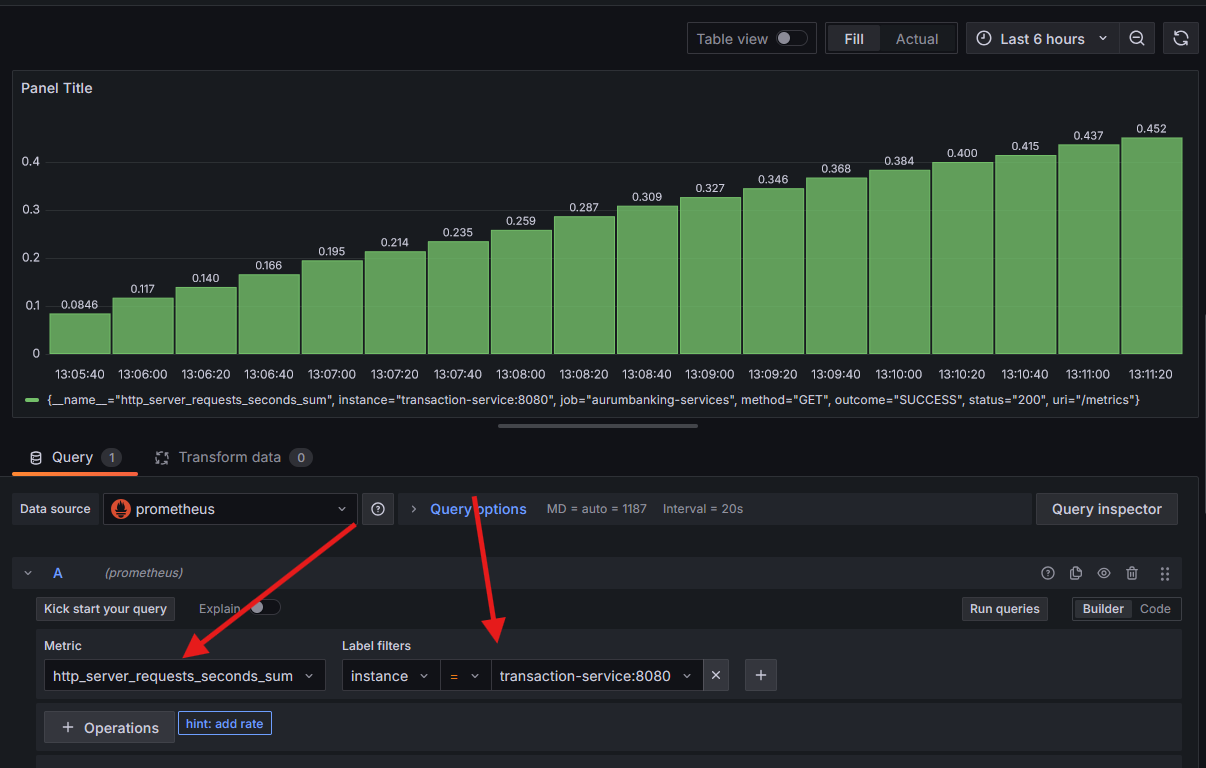 Table view Fill Actual Last 6 hours
Panel Title
0.4
0.3
0.2
0.1
0
0.0846 0.117 0.140 0.166 0.195 0.214 0.235 0.259 0.287 0.309 0.327 0.346 0.368 0.384 0.400 0.415 0.437 0.452
13:05:40 13:06:00 13:06:20 13:06:40 13:07:00 13:07:20 13:07:40 13:08:00 13:08:20 13:08:40 13:09:00 13:09:20 13:09:40 13:10:00 13:10:20 13:10:40 13:11:00 13:11:20
{__name__="http_server_requests_seconds_sum", instance="transaction-service:8080", job="aurumbanking-services", method="GET", outcome="SUCCESS", status="200", uri="/metrics"}
Query 1 Transform data 0
Data source prometheus Query options MD = auto = 1187 Interval = 20s Query inspector
A (prometheus)
Kick start your query Explain Run queries Builder Code
Metric Label filters
http_server_requests_seconds_sum instance = transaction-service:8080
+ Operations hint: add rate